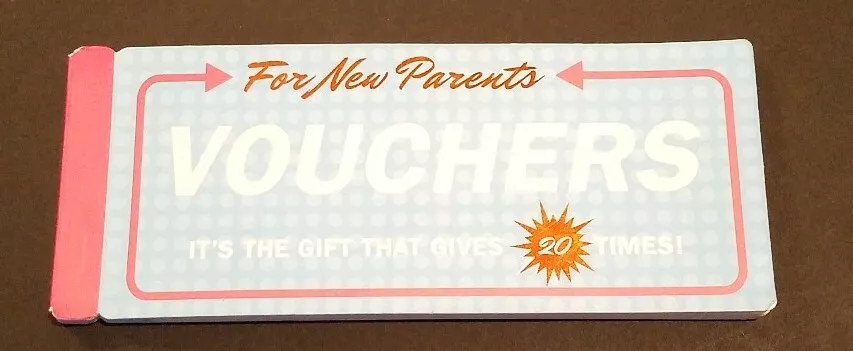 For New Parents
VOUCHERS
IT'S THE GIFT THAT GIVES 20 TIMES!